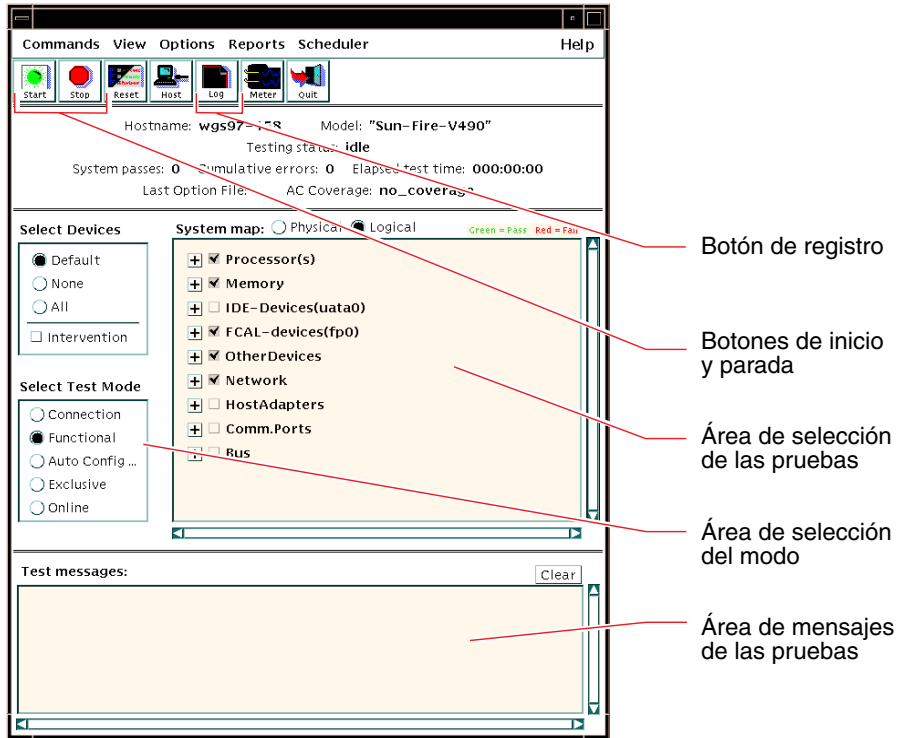 Commands View Options Reports Scheduler Help
Start Stop Reset Host Log Meter Quit
Hostname: Model: "Sun-Fire-V490"
Testing status: idle
System passes: 0 Cumulative errors: 0 Elapsed test time: 000:00:00
Last Option File: AC Coverage: no_coverage
Select Devices
Default
None
All
Intervention
Select Test Mode
Connection
Functional
Auto Config ...
Exclusive
Online
System map: Physical Logical Green = Pass Red = Fail
Processor(s)
Memory
IDE-Devices(uata0)
FCAL-devices(fp0)
OtherDevices
Network
HostAdapters
Comm.Ports
Bus
Test messages: Clear
Botón de registro
Botones de inicio
y parada
Área de selección
de las pruebas
Área de selección
del modo
Área de mensajes
de las pruebas